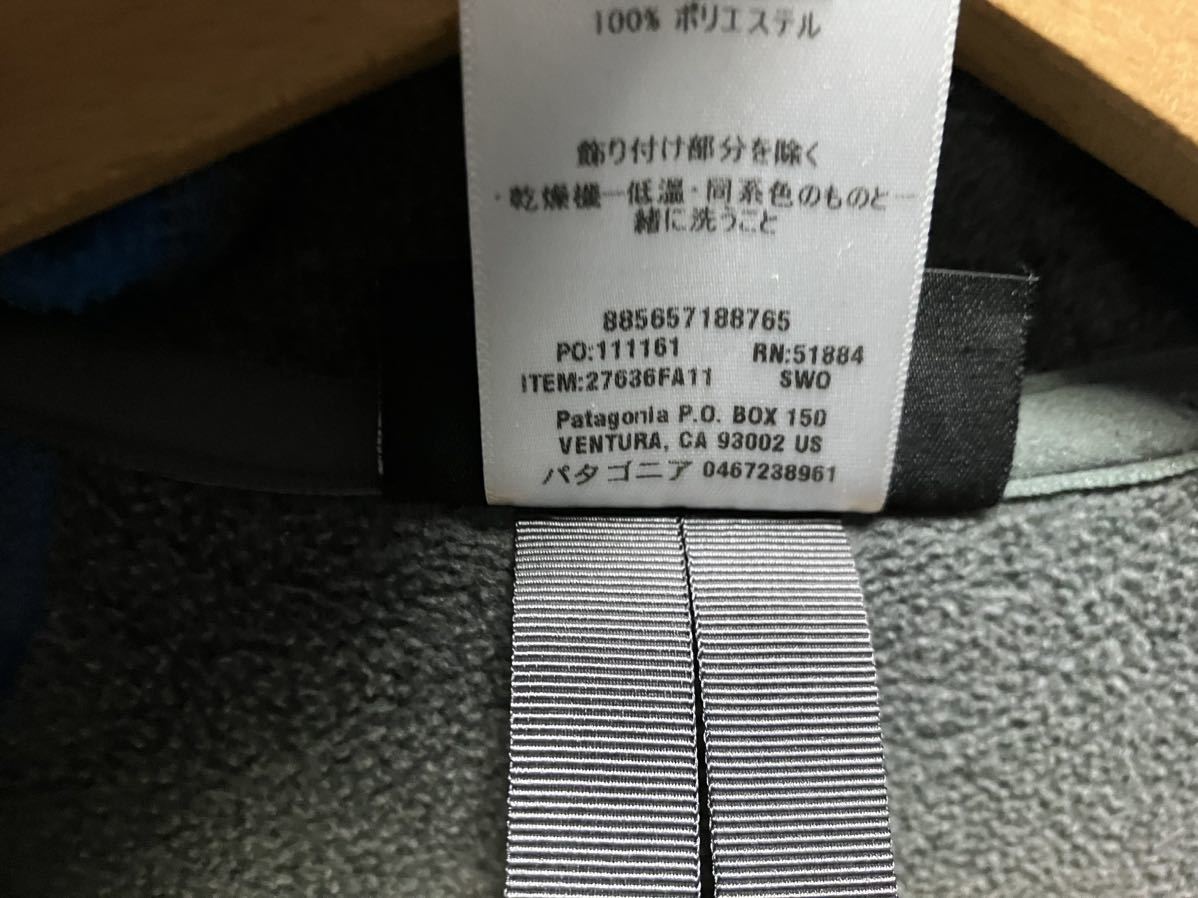 100% ポリエステル
飾り付け部分を除く
・乾燥機一低温・同系色のものと一
緒に洗うこと
885657188765
PO:111161 RN:51884
ITEM:27636FA11 SWO
Patagonia P.O. BOX 150
VENTURA, CA 93002 US
パタゴニア 0467238961